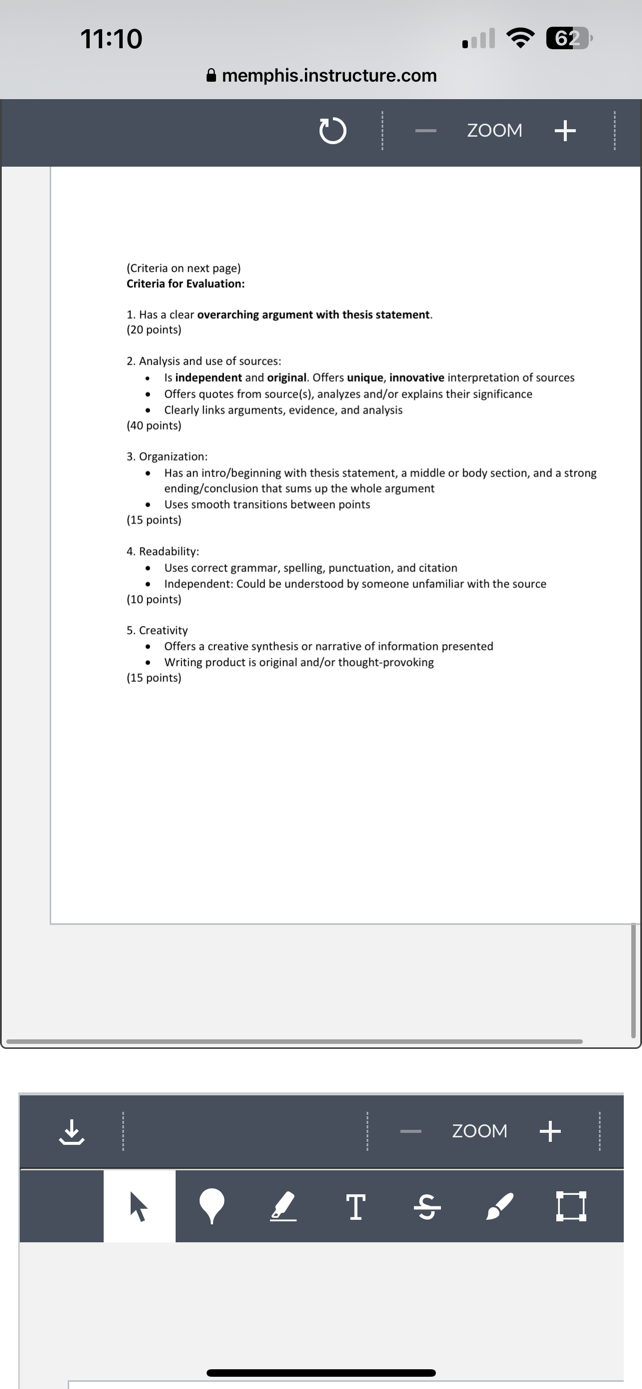 11:10
62
memphis.instructure.com
ZOOM
(Criteria on next page)
Criteria for Evaluation:
1. Has a clear overarching argument with thesis statement.
(20 points)
2. Analysis and use of sources:
• Is independent and original. Offers unique, innovative interpretation of sources
• Offers quotes from source(s), analyzes and/or explains their significance
• Clearly links arguments, evidence, and analysis
(40 points)
3. Organization:
• Has an intro/beginning with thesis statement, a middle or body section, and a strong
ending/conclusion that sums up the whole argument
• Uses smooth transitions between points
(15 points)
4. Readability:
• Uses correct grammar, spelling, punctuation, and citation
• Independent: Could be understood by someone unfamiliar with the source
(10 points)
5. Creativity
• Offers a creative synthesis or narrative of information presented
• Writing product is original and/or thought-provoking
(15 points)
ZOOM
T S